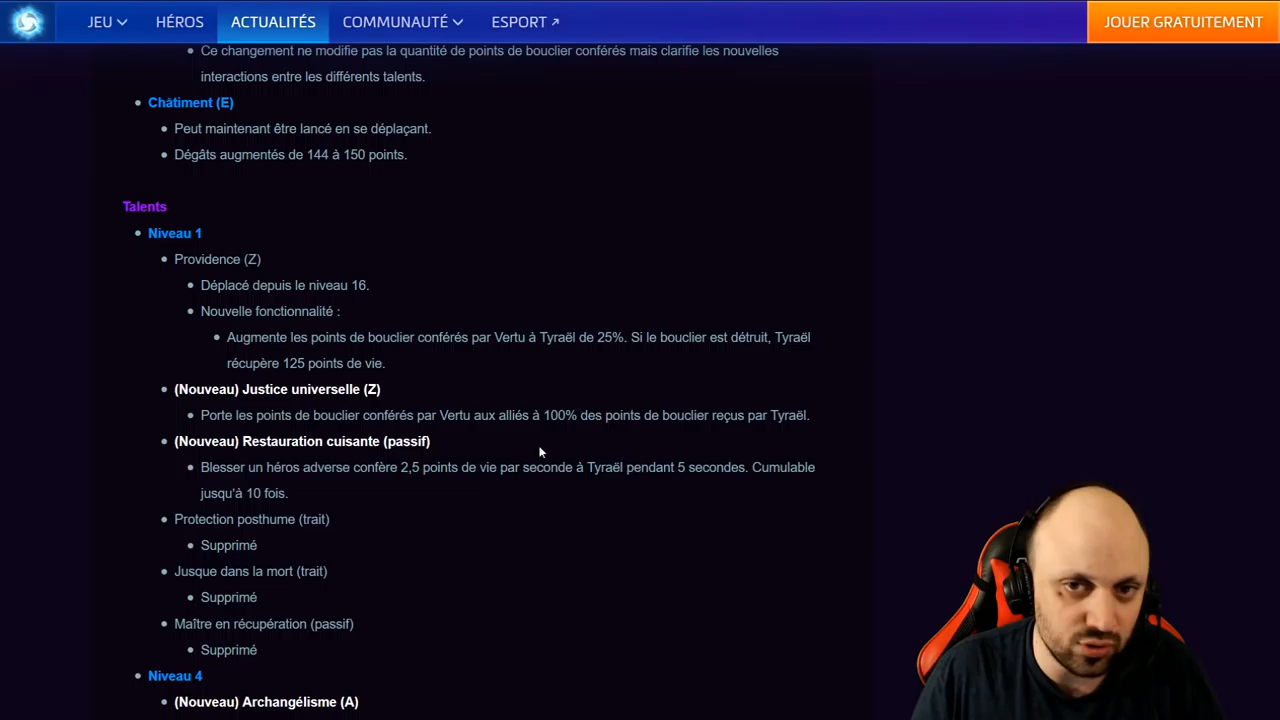 JEU HÉROS ACTUALITÉS COMMUNAUTÉ ESPORT JOUER GRATUITEMENT
Ce changement ne modifie pas la quantité de points de bouclier conférés mais clarifie les nouvelles
interactions entre les différents talents.
Châtiment (E)
Peut maintenant être lancé en se déplaçant.
Dégâts augmentés de 144 à 150 points.
Talents
Niveau 1
Providence (Z)
Déplacé depuis le niveau 16.
Nouvelle fonctionnalité :
Augmente les points de bouclier conférés par Vertu à Tyraël de 25%. Si le bouclier est détruit, Tyraël
récupère 125 points de vie.
(Nouveau) Justice universelle (Z)
Porte les points de bouclier conférés par Vertu aux alliés à 100% des points de bouclier reçus par Tyraël.
(Nouveau) Restauration cuisante (passif)
Blesser un héros adverse confère 2,5 points de vie par seconde à Tyraël pendant 5 secondes. Cumulable
jusqu'à 10 fois.
Protection posthume (trait)
Supprimé
Jusque dans la mort (trait)
Supprimé
Maître en récupération (passif)
Supprimé
Niveau 4
(Nouveau) Archangélisme (A)